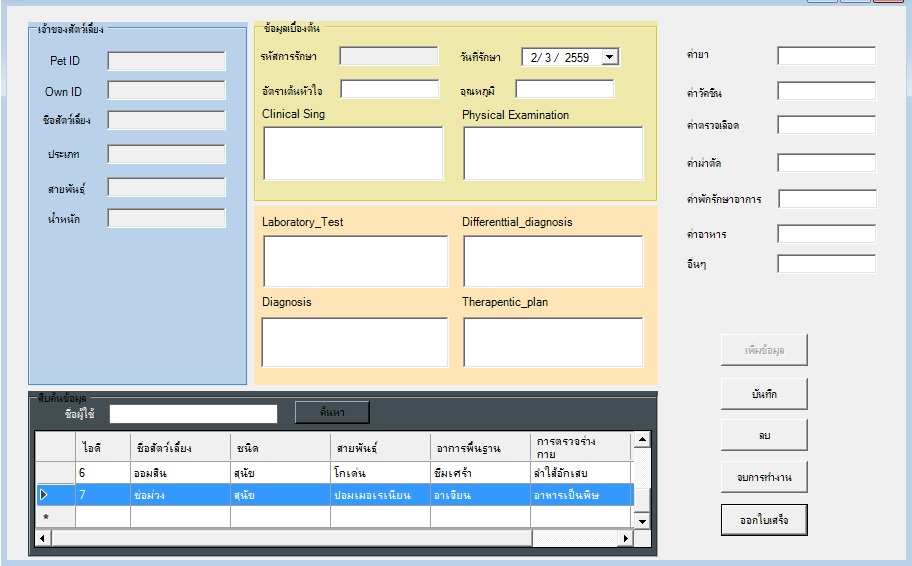 เจ้าของสัตว์เลี้ยง
Pet ID
Own ID
ชื่อสัตว์เลี้ยง
ประเภท
สายพันธุ์
น้ำหนัก
ข้อมูลเบื้องต้น
รหัสการรักษา
วันที่รักษา 2/ 3 / 2559
อัตราเต้นหัวใจ
อุณหภูมิ
Clinical Sing
Physical Examination
Laboratory_Test
Differenttial_diagnosis
Diagnosis
Therapentic_plan
ค่ายา
ค่าวัคซีน
ค่าตรวจเลือด
ค่าผ่าตัด
ค่าพักรักษาอาการ
ค่าอาหาร
อื่นๆ
เพิ่มข้อมูล
บันทึก
ลบ
จบการทำงาน
ออกใบเสร็จ
สืบค้นข้อมูล
ชื่อผู้ใช้
ค้นหา
ไอดี ชื่อสัตว์เลี้ยง ชนิด สายพันธุ์ อาการพื้นฐาน การตรวจร่าง
กาย
6 ออมสิน สุนัข โกเด่น ซึมเศร้า ลำใส้อักเสบ
7 ช่อม่วง สุนัข ปอมเมอเรเนียน อาเจียน อาหารเป็นพิษ
*